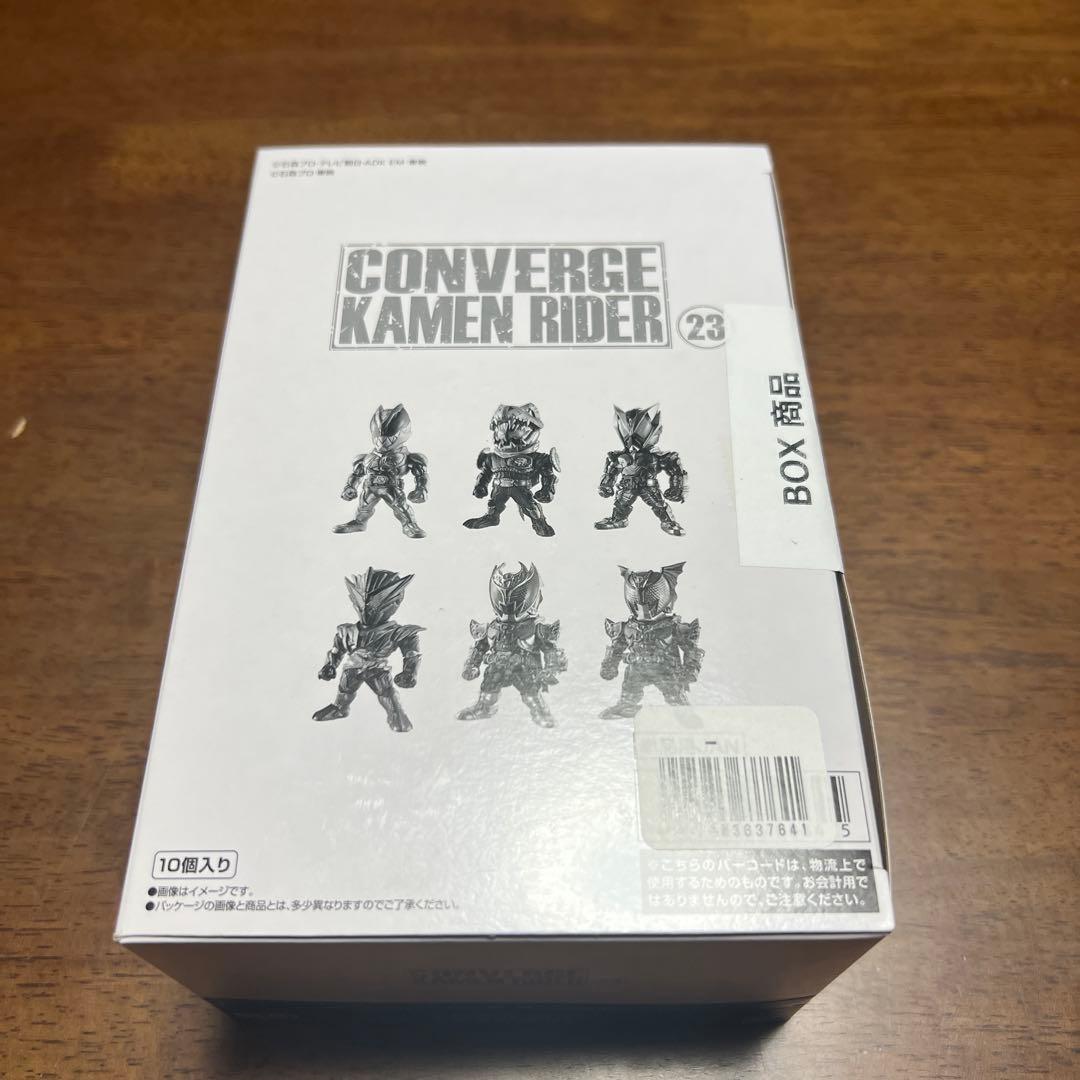 ©石森プロ・テレビ朝日・ADK EM・東映
©石森プロ・東映
CONVERGE
KAMEN RIDER 23
BOX 商品
10個入り
●画像はイメージです。
●パッケージの画像と商品とは、多少異なりますのでご了承ください。
※こちらのバーコードは、物流上で
使用するためのものです。お会計用で
はありませんので、ご注意ください。
CONVERGE
KAMEN RIDER